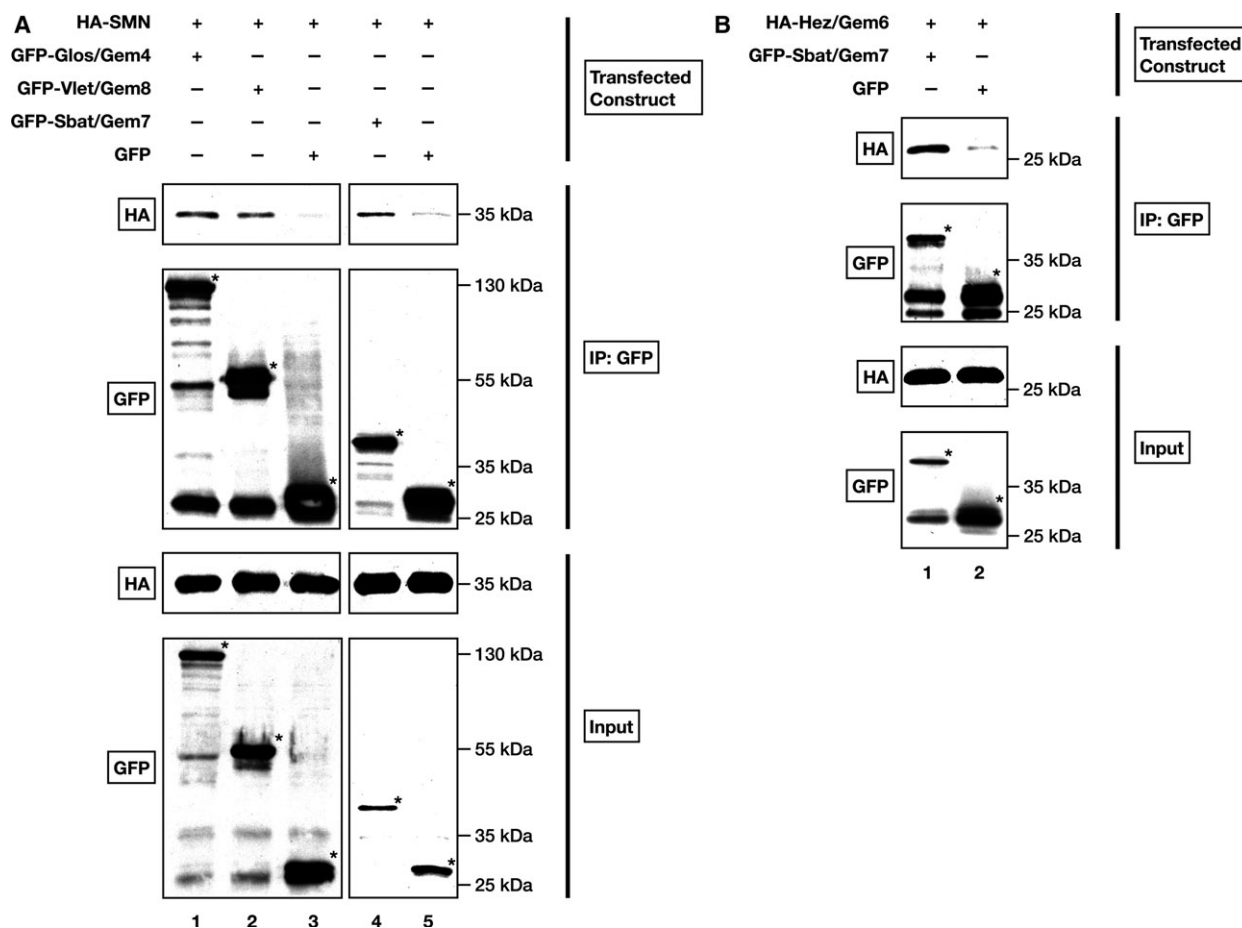 A
HA-SMN + + + + +
GFP-Glos/Gem4 + – – – –
GFP-Vlet/Gem8 – + – – –
GFP-Sbat/Gem7 – – – + –
GFP – – + – +
Transfected
Construct
HA
35 kDa
*
130 kDa
*
55 kDa
GFP
*
35 kDa
* *
25 kDa
IP: GFP
HA
35 kDa
*
130 kDa
*
55 kDa
GFP
*
35 kDa
* *
25 kDa
Input
1 2 3 4 5
B
HA-Hez/Gem6 + +
GFP-Sbat/Gem7 + –
GFP – +
Transfected
Construct
HA
25 kDa
*
GFP
35 kDa
*
25 kDa
IP: GFP
HA
25 kDa
*
GFP
35 kDa
*
25 kDa
Input
1 2